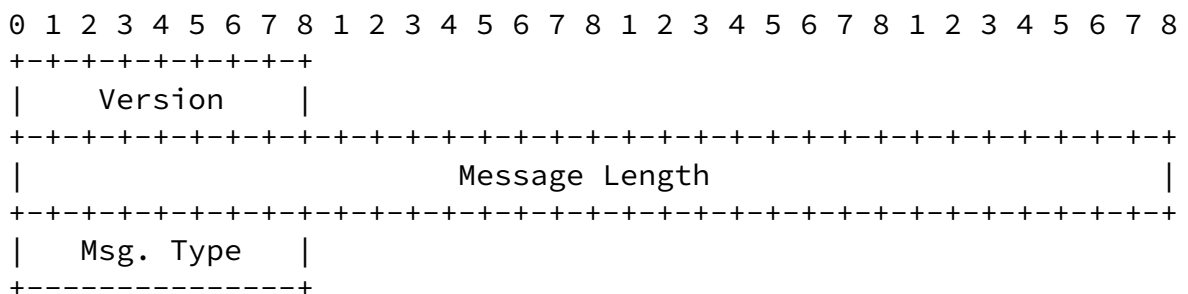 0 1 2 3 4 5 6 7 8 1 2 3 4 5 6 7 8 1 2 3 4 5 6 7 8 1 2 3 4 5 6 7 8
+-+-+-+-+-+-+-+-+
|    Version    |
+-+-+-+-+-+-+-+-+-+-+-+-+-+-+-+-+-+-+-+-+-+-+-+-+-+-+-+-+-+-+-+-+
|                        Message Length                         |
+-+-+-+-+-+-+-+-+-+-+-+-+-+-+-+-+-+-+-+-+-+-+-+-+-+-+-+-+-+-+-+-+
|   Msg. Type   |
+---------------+